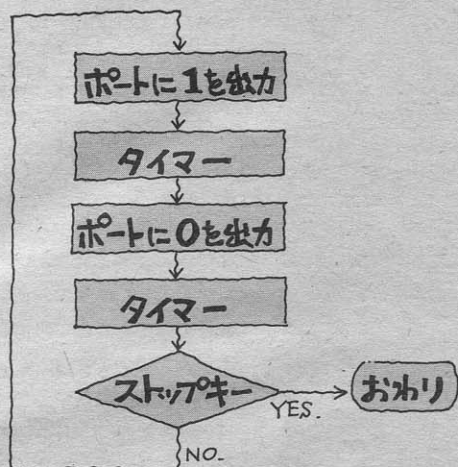 ポートに1を出力
タイマー
ポートに0を出力
タイマー
ストップキー
YES.
おわり
NO.